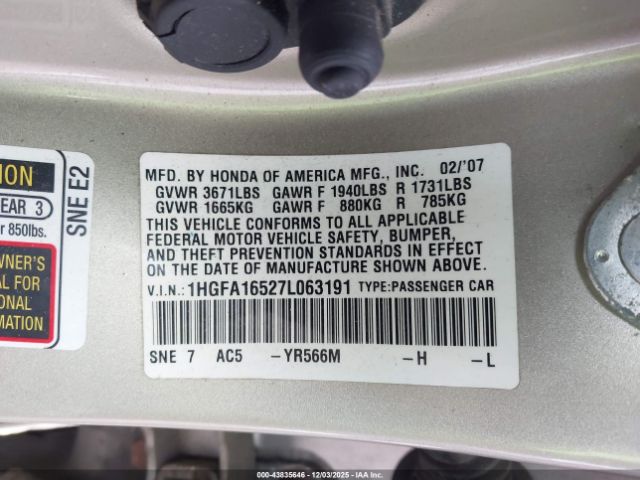 ION
EAR 3
r 850lbs.
WNER'S
AL FOR
ONAL
MATION
SNE E2
MFD. BY HONDA OF AMERICA MFG., INC. 02/'07
GVWR 3671LBS GAWR F 1940LBS R 1731LBS
GVWR 1665KG GAWR F 880KG R 785KG
THIS VEHICLE CONFORMS TO ALL APPLICABLE
FEDERAL MOTOR VEHICLE SAFETY, BUMPER,
AND THEFT PREVENTION STANDARDS IN EFFECT
ON THE DATE OF MANUFACTURE SHOWN ABOVE.
V.I.N.: 1HGFA16527L063191 TYPE:PASSENGER CAR
SNE 7 AC5 -YR566M -H -L
000-43835646 - 12/03/2025 - IAA